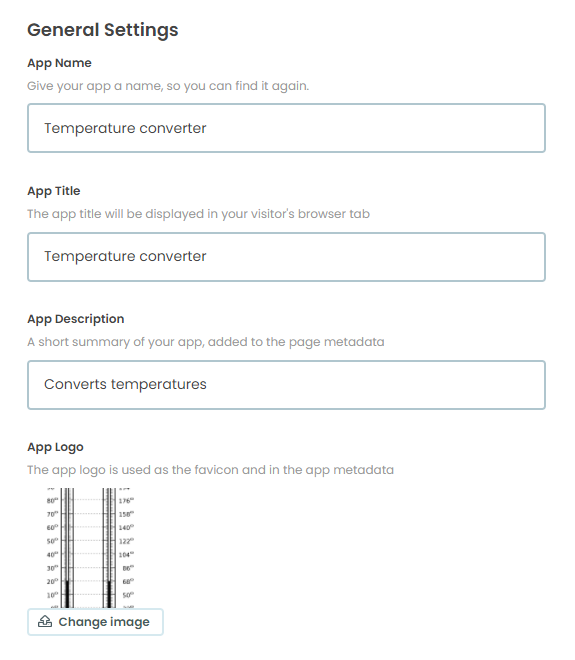 General Settings
App Name
Give your app a name, so you can find it again.
Temperature converter
App Title
The app title will be displayed in your visitor's browser tab
Temperature converter
App Description
A short summary of your app, added to the page metadata
Converts temperatures
App Logo
The app logo is used as the favicon and in the app metadata
80° 176°
70° 158°
60° 140°
50° 122°
40° 104°
30° 86°
20° 68°
10° 50°
Change image